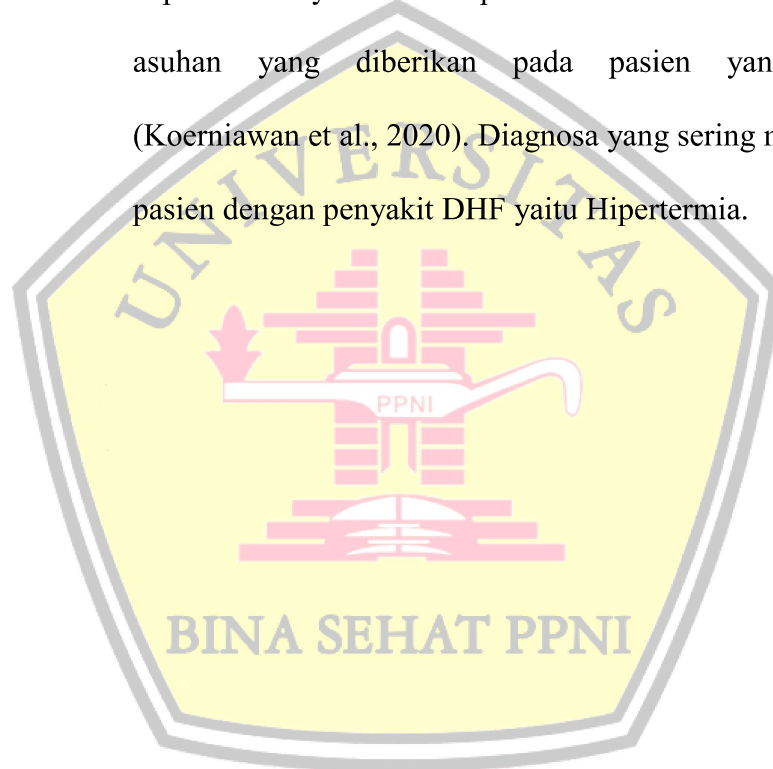 asuhan yang diberikan pada pasien
(Koerniawan et al., 2020). Diagnosa yang sering
pasien dengan penyakit DHF yaitu Hipertermia.
UNIVERSITAS
PPNI
BINA SEHAT PPNI